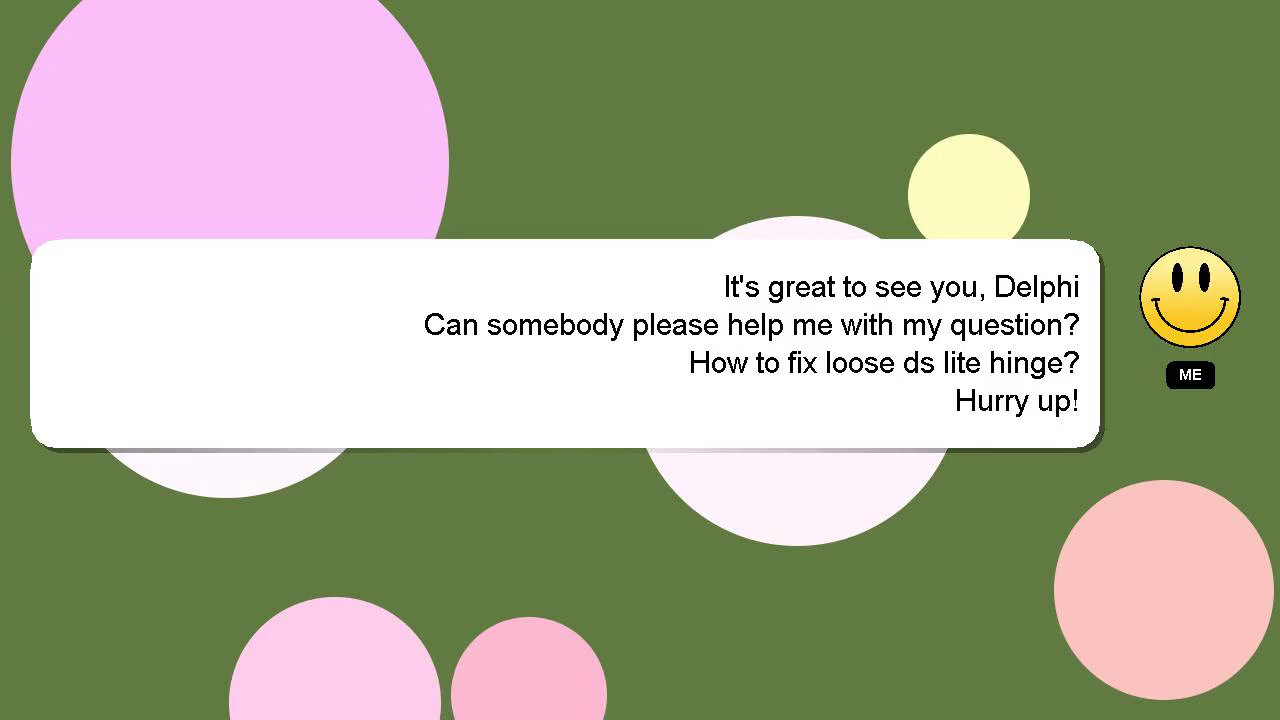 It's great to see you, Delphi
Can somebody please help me with my question?
How to fix loose ds lite hinge?
Hurry up!
ME